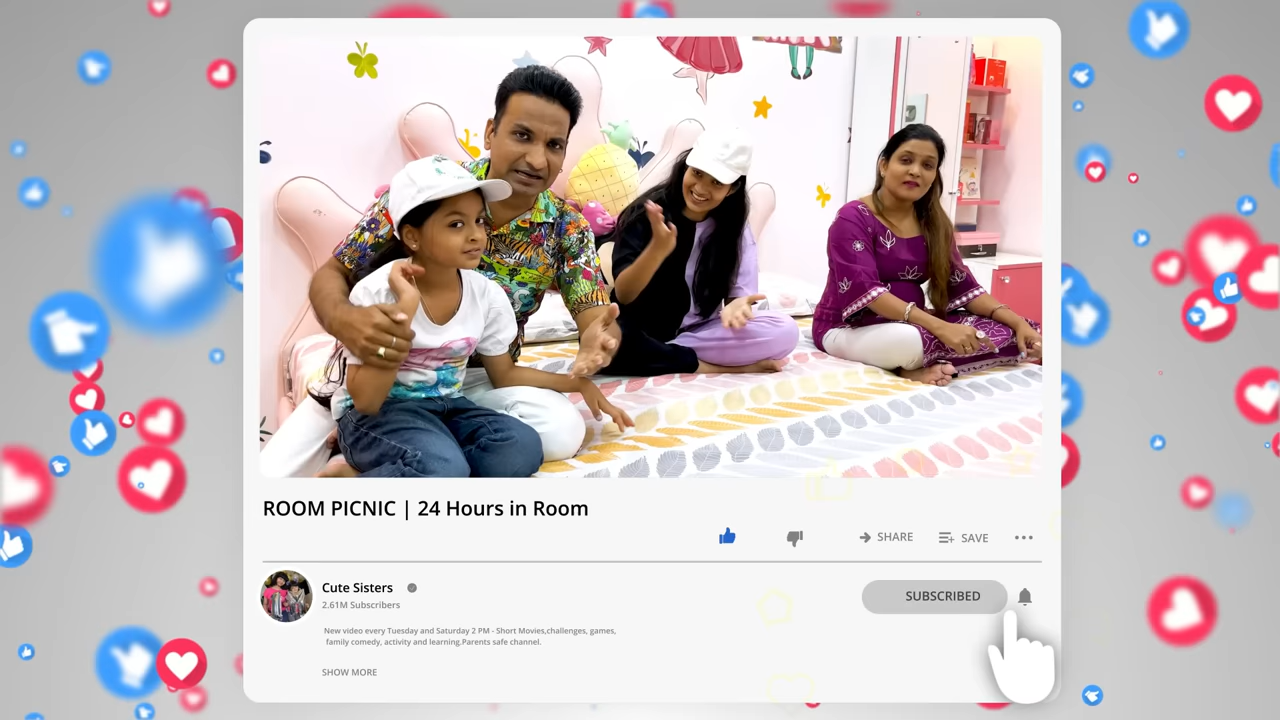 ROOM PICNIC | 24 Hours in Room
SHARE
SAVE
Cute Sisters
2.61M Subscribers
SUBSCRIBED
New video every Tuesday and Saturday 2 PM - Short Movies,challenges, games,
family comedy, activity and learning.Parents safe channel.
SHOW MORE